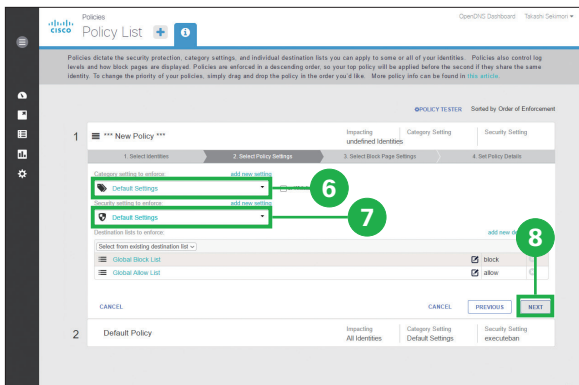 Policies
OpenDNS Dashboard Takashi Sekimon
CISCO
Policy List
Policies dictate the security protection, category settings, and individual destination lists you can apply to some or all of your identities. Policies also control log
levels and how block pages are displayed. Policies are enforced in a descending order, so your top policy will be applied before the second if they share the same
identity. To change the priority of your policies, simply drag and drop the policy in the order you'd like. More policy info can be found in this article.
POLICY TESTER Sorted by Order of Enforcement
1 *** New Policy ***
Impacting undefined Identities
Category Setting
Security Setting
1. Select Identities
2. Select Policy Settings
3. Select Block Page Settings
4. Set Policy Details
Category setting to enforce: add new setting
Default Settings
6
Security setting to enforce: add new setting
Default Settings
7
Destination lists to enforce: add new
8
Select from existing destination list
Global Block List block
Global Allow List allow
CANCEL CANCEL PREVIOUS NEXT
2 Default Policy
Impacting All Identities
Category Setting Default Settings
Security Setting executeban